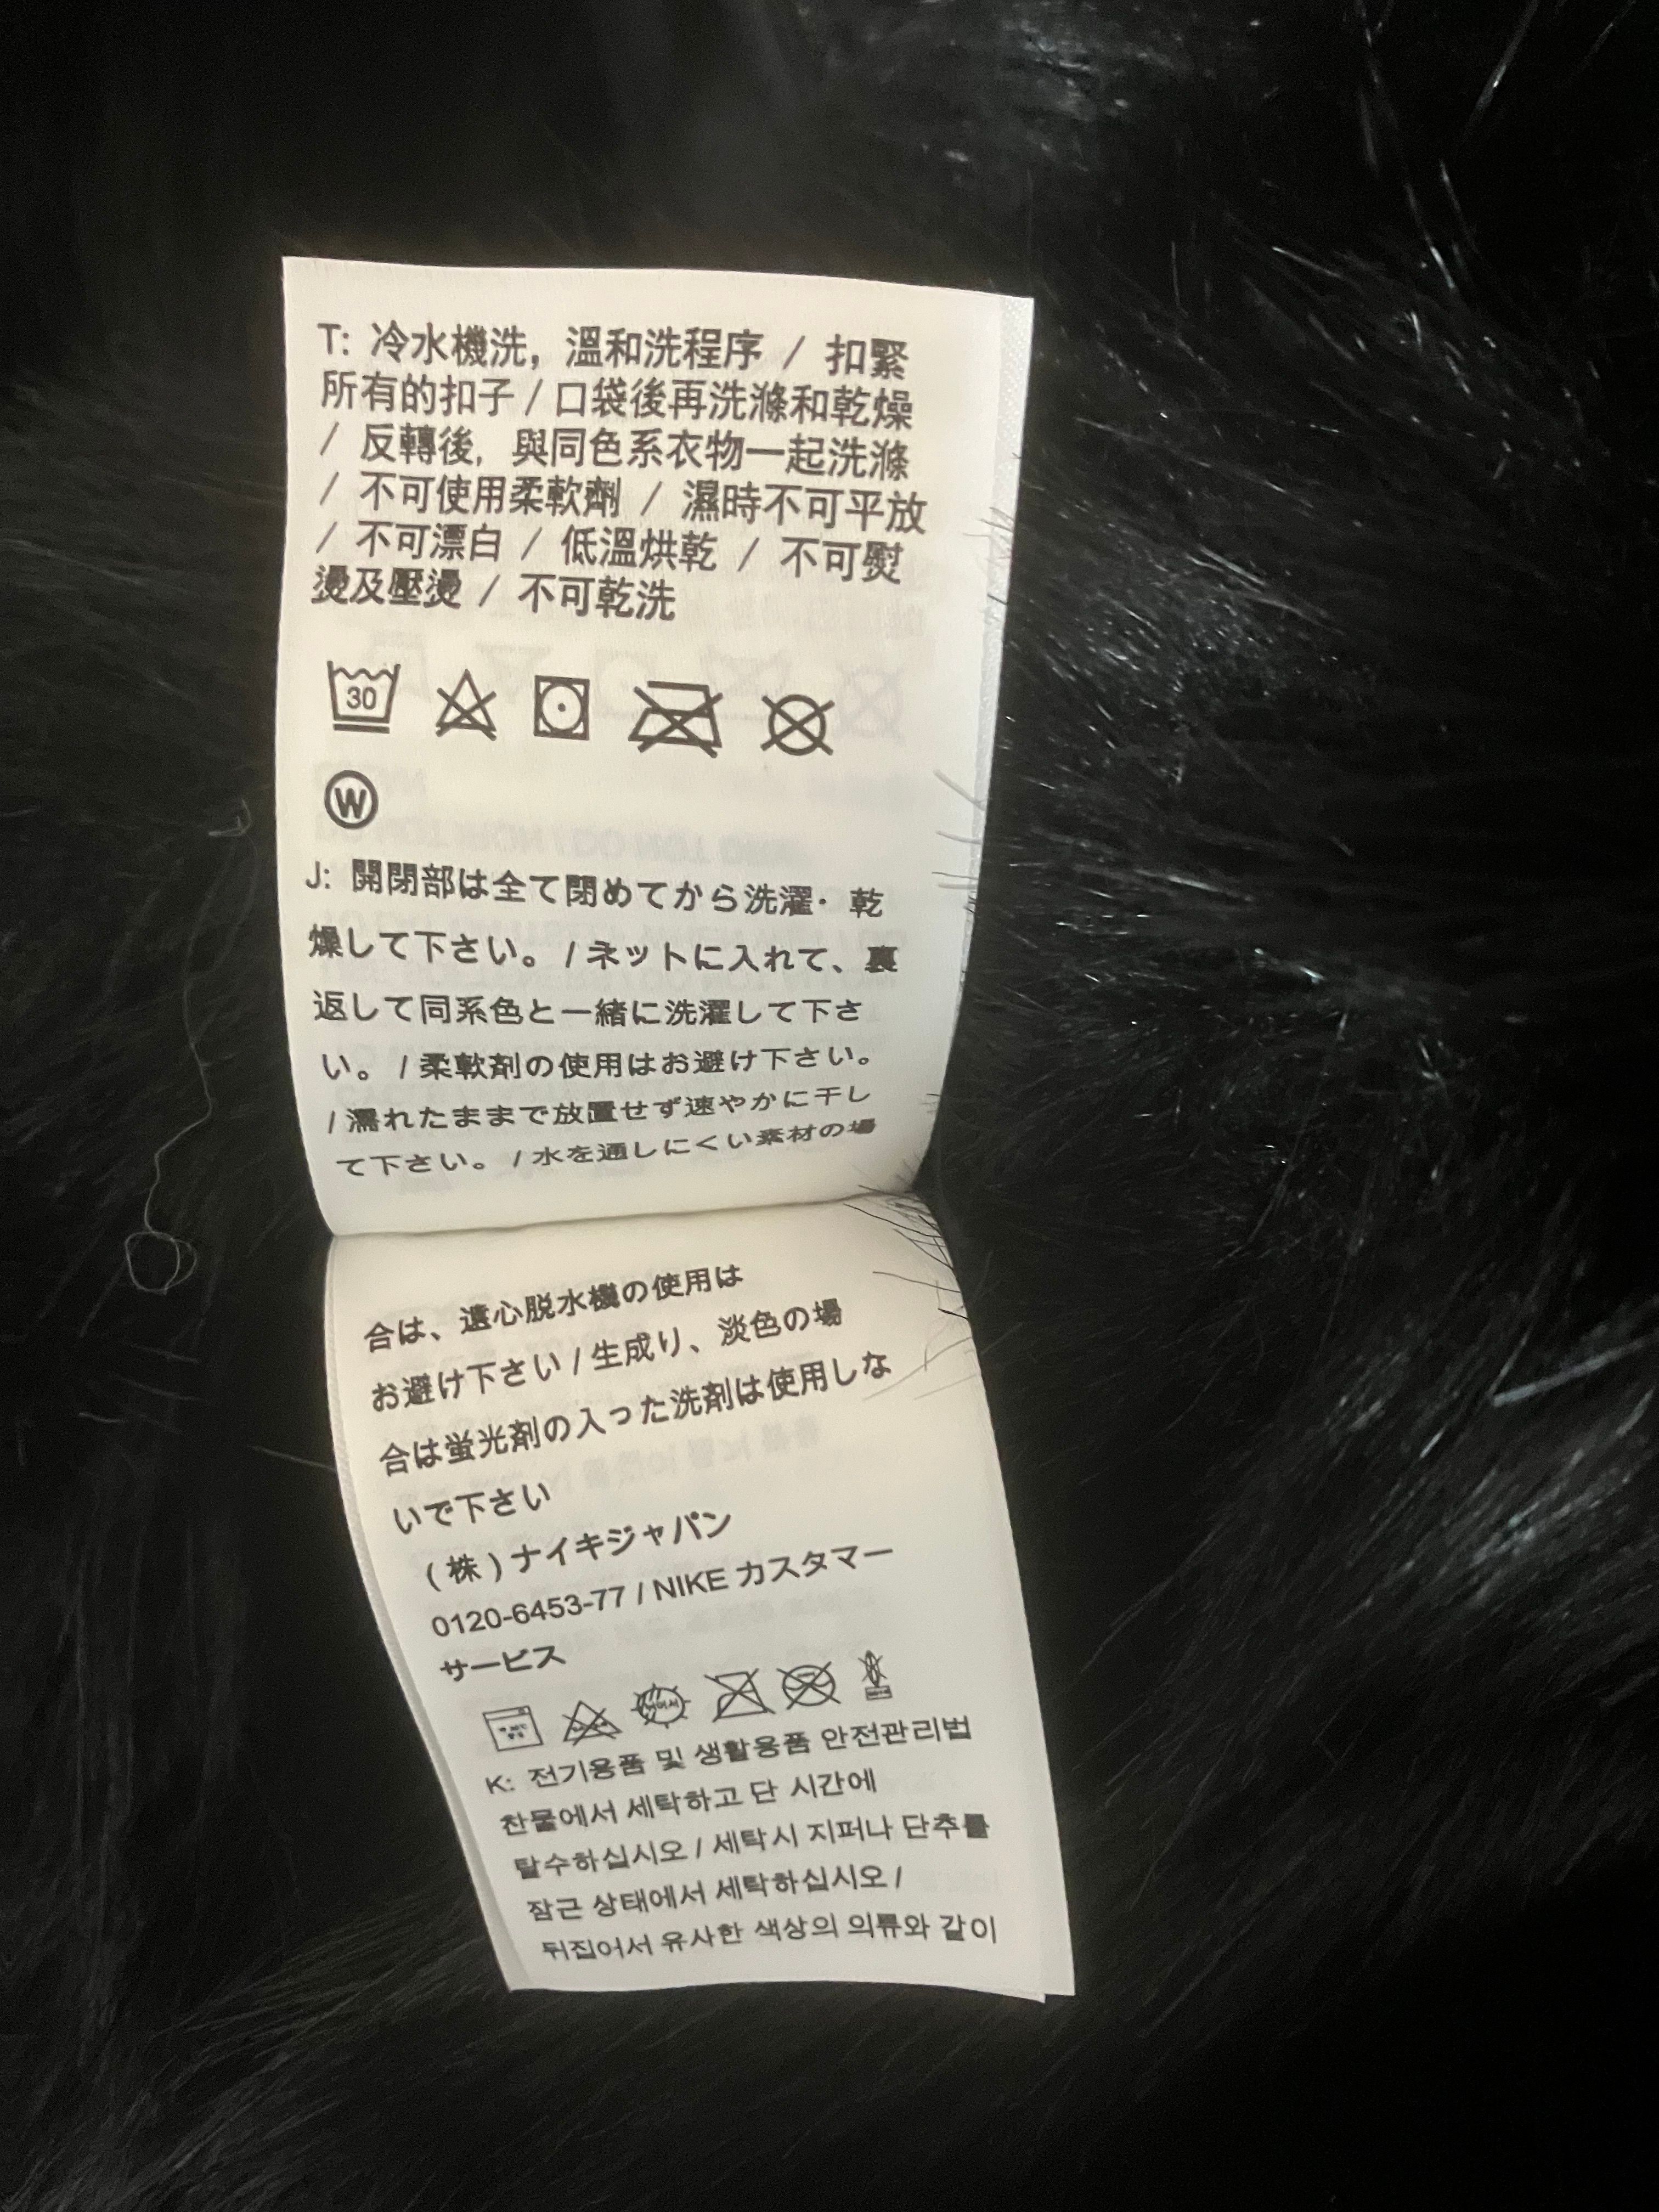 T: 冷水機洗，溫和洗程序 / 扣緊
所有的扣子 / 口袋後再洗滌和乾燥
/ 反轉後，與同色系衣物一起洗滌
/ 不可使用柔軟劑 / 濕時不可平放
/ 不可漂白 / 低溫烘乾 / 不可熨
燙及壓燙 / 不可乾洗
30
W
J: 開閉部は全て閉めてから洗濯・乾
燥して下さい。/ ネットに入れて、裏
返して同系色と一緒に洗濯して下さ
い。/ 柔軟剤の使用はお避け下さい。
/ 濡れたままで放置せず速やかに干し
て下さい。/ 水を通しにくい素材の場
合は、遠心脱水機の使用は
お避け下さい / 生成り、淡色の場
合は蛍光剤の入った洗剤は使用しな
いで下さい
(株)ナイキジャパン
0120-6453-77 / NIKE カスタマー
サービス
K: 전기용품 및 생활용품 안전관리법
찬물에서 세탁하고 단 시간에
탈수하십시오 / 세탁시 지퍼나 단추를
잠근 상태에서 세탁하십시오 /
뒤집어서 유사한 색상의 의류와 같이